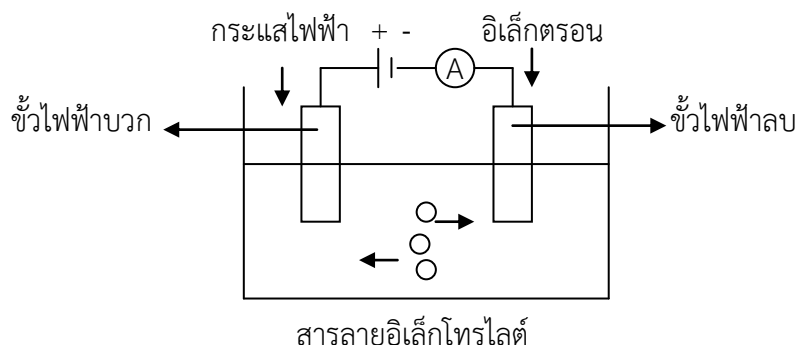 กระแสไฟฟ้า + - อิเล็กตรอน
A
ขั้วไฟฟ้าบวก ขั้วไฟฟ้าลบ
สารลายอิเล็กโทรไลต์